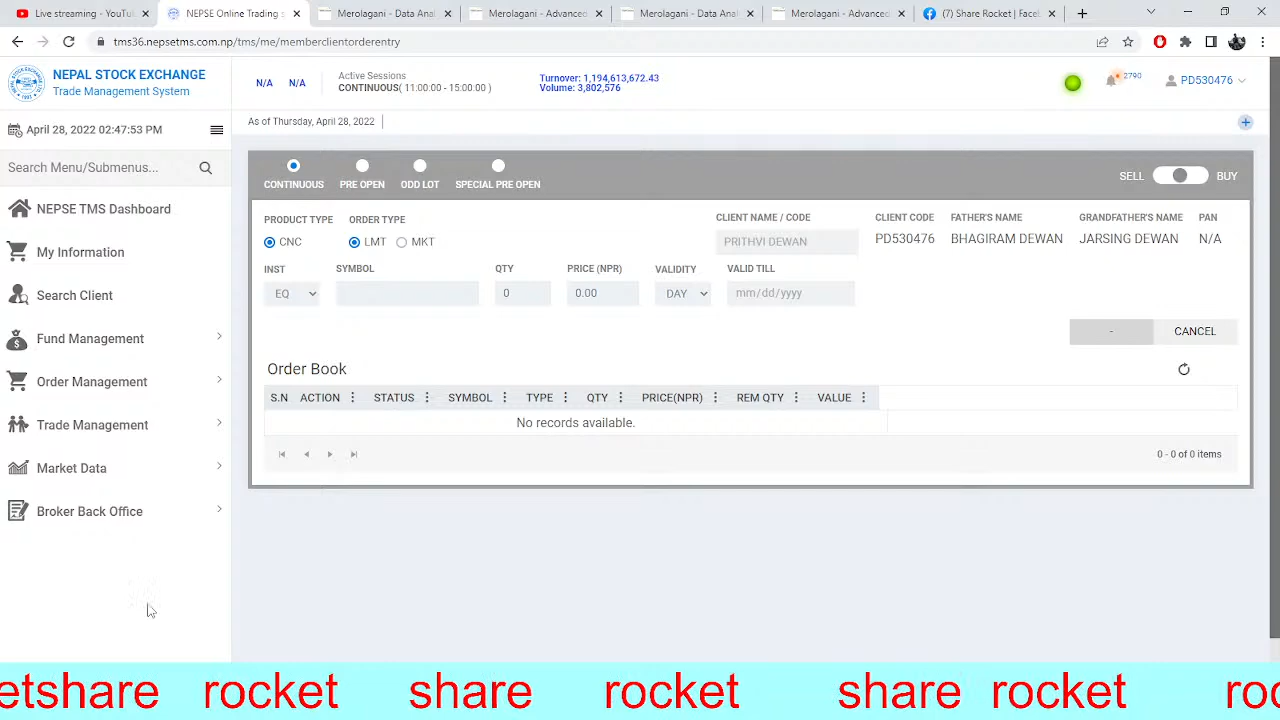 Live streaming - YouTu
NEPSE Online Trading s
Merolagani - Data Anal
Merolagani - Advanced
Merolagani - Data Anal
Merolagani - Advanced
(7) Share Rocket | Face
tms36.nepsetms.com.np/tms/me/memberclientorderentry
NEPAL STOCK EXCHANGE
Trade Management System
N/A N/A
Active Sessions
CONTINUOUS( 11:00:00 - 15:00:00 )
Turnover: 1,194,613,672.43
Volume: 3,802,576
2790
PD530476
April 28, 2022 02:47:53 PM
As of Thursday, April 28, 2022
Search Menu/Submenus...
NEPSE TMS Dashboard
My Information
Search Client
Fund Management
Order Management
Trade Management
Market Data
Broker Back Office
CONTINUOUS PRE OPEN ODD LOT SPECIAL PRE OPEN
SELL BUY
PRODUCT TYPE ORDER TYPE CLIENT NAME / CODE CLIENT CODE FATHER'S NAME GRANDFATHER'S NAME PAN
CNC LMT MKT PRITHVI DEWAN PD530476 BHAGIRAM DEWAN JARSING DEWAN N/A
INST SYMBOL QTY PRICE (NPR) VALIDITY VALID TILL
EQ 0 0.00 DAY mm/dd/yyyy
- CANCEL
Order Book
S.N ACTION STATUS SYMBOL TYPE QTY PRICE(NPR) REM QTY VALUE
No records available.
0 - 0 of 0 items
etshare rocket share rocket share rocket roc